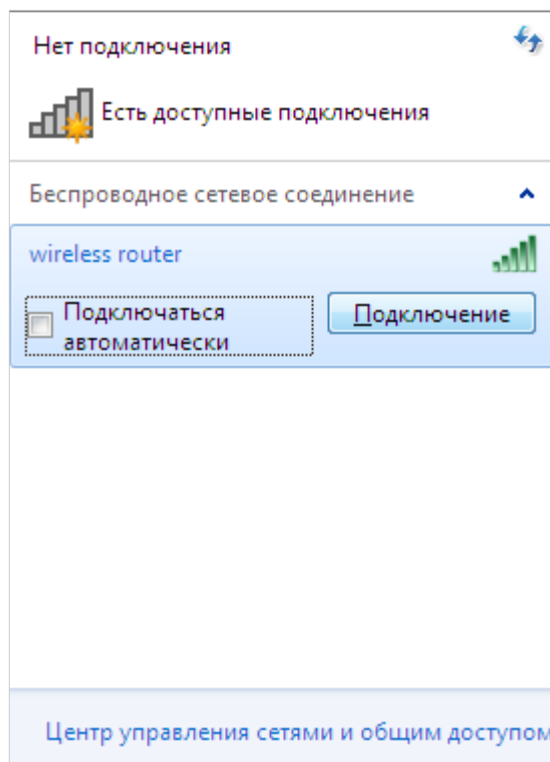 Нет подключения
Есть доступные подключения
Беспроводное сетевое соединение
wireless router
Подключаться
автоматически
Подключение
Центр управления сетями и общим доступом